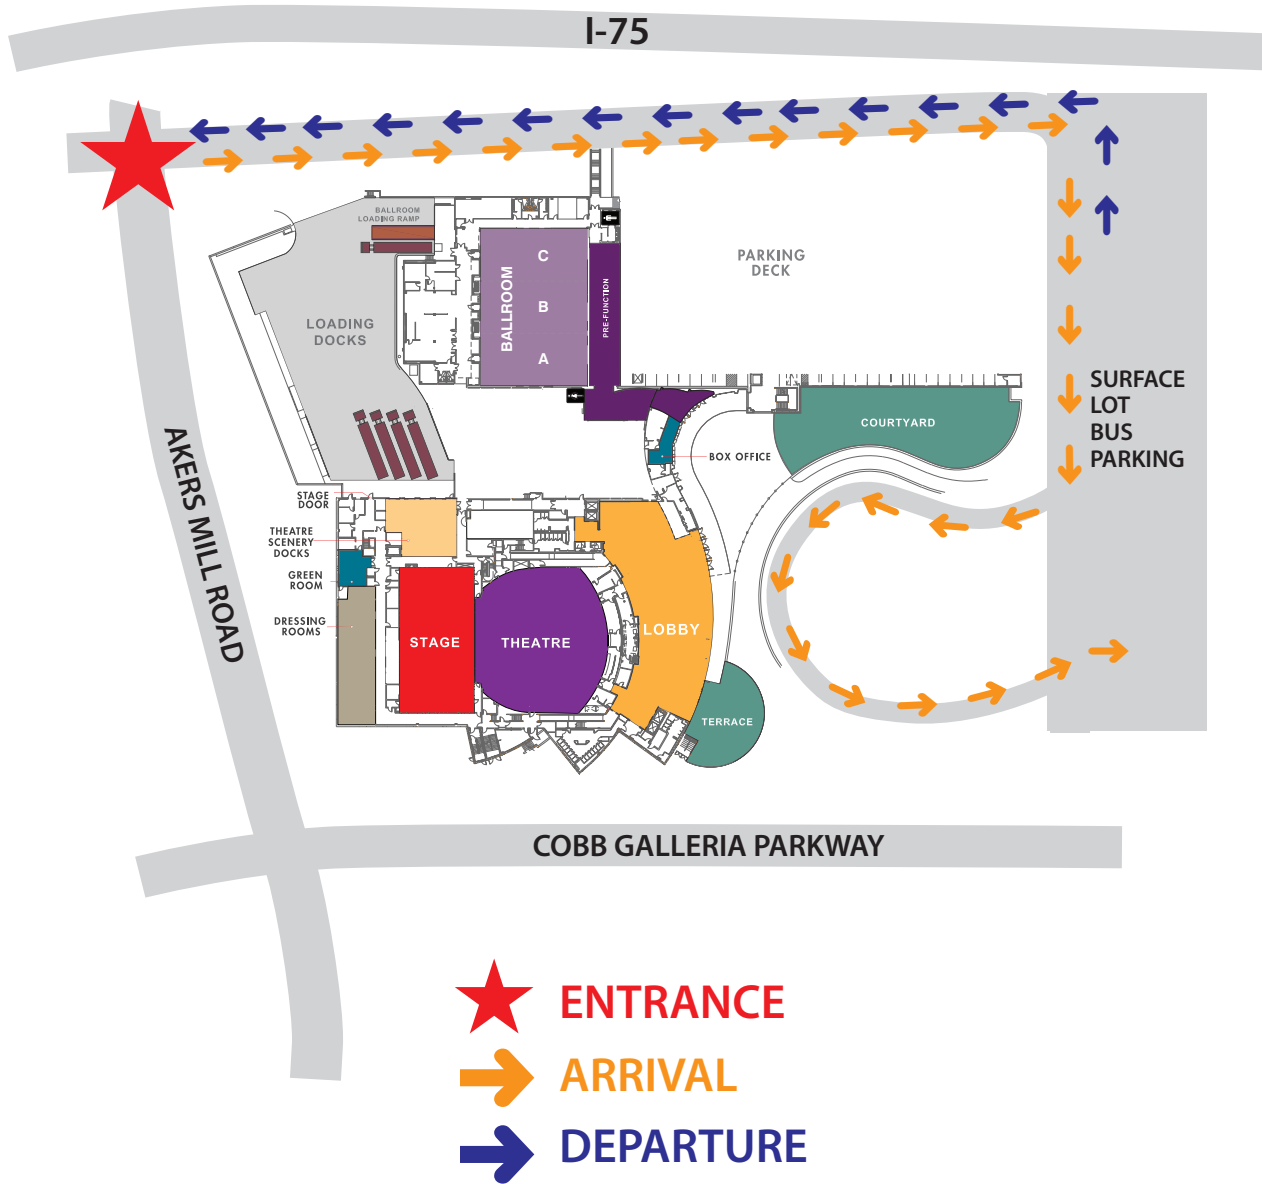 I-75
BALLROOM
LOADING RAMP
C
B
A
BALLROOM
PRE-FUNCTION
PARKING
DECK
LOADING
DOCKS
SURFACE
LOT
BUS
PARKING
COURTYARD
BOX OFFICE
AKERS MILL ROAD
STAGE
DOOR
THEATRE
SCENERY
DOCKS
GREEN
ROOM
DRESSING
ROOMS
STAGE
THEATRE
LOBBY
TERRACE
COBB GALLERIA PARKWAY
ENTRANCE
ARRIVAL
DEPARTURE